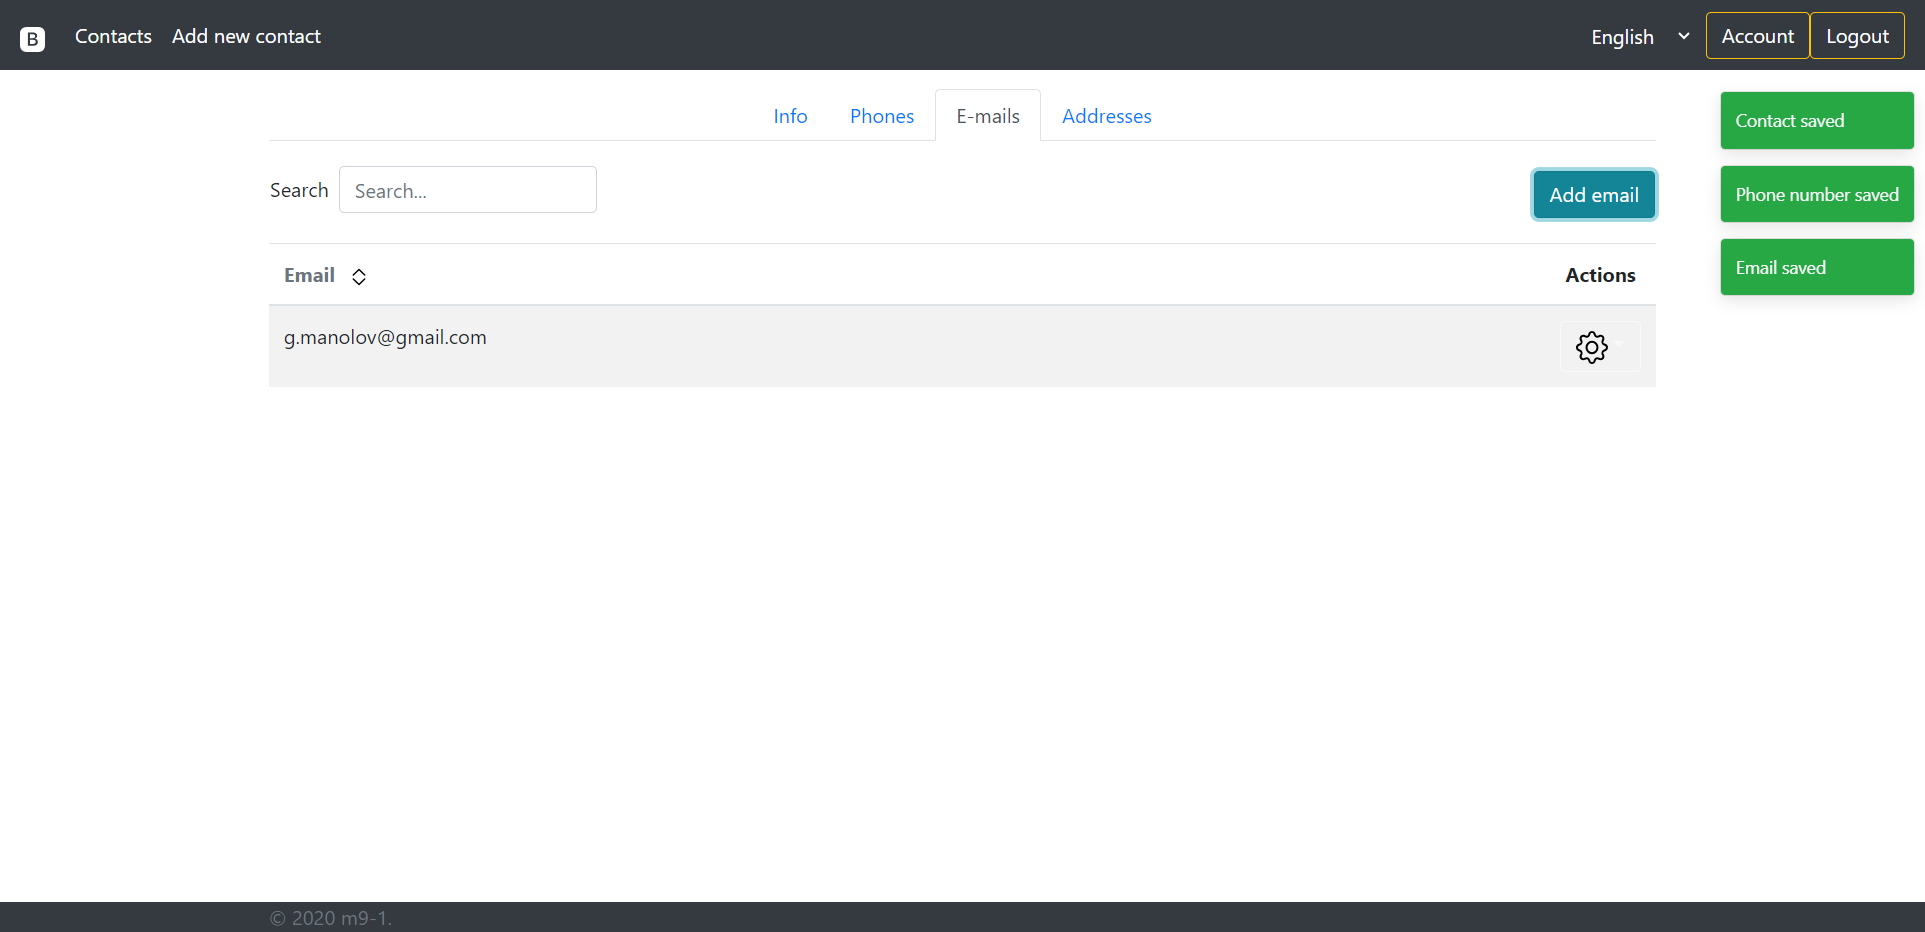 B Contacts Add new contact English Account Logout
Info Phones E-mails Addresses
Contact saved
Search Search... Add email
Phone number saved
Email saved
Email Actions
g.manolov@gmail.com
© 2020 m9-1.